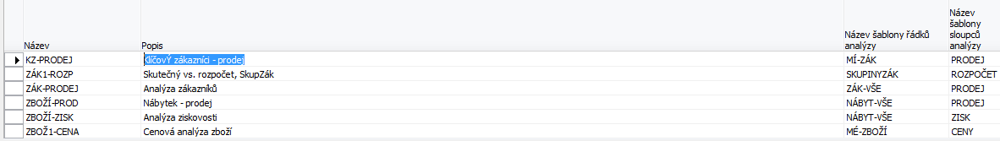 Název Popis Název šablony řádků analýzy Název šablony sloupců analýzy
KZ-PRODEJ KlíčovÝ zákazníci - prodej MÍ-ZÁK PRODEJ
ZÁK1-ROZP Skutečný vs. rozpočet, SkupZák SKUPINYZÁK ROZPOČET
ZÁK-PRODEJ Analýza zákazníků ZÁK-VŠE PRODEJ
ZBOŽÍ-PROD Nábytek - prodej NÁBYT-VŠE PRODEJ
ZBOŽÍ-ZISK Analýza ziskovosti NÁBYT-VŠE ZISK
ZBOŽ1-CENA Cenová analýza zboží MÉ-ZBOŽÍ CENY